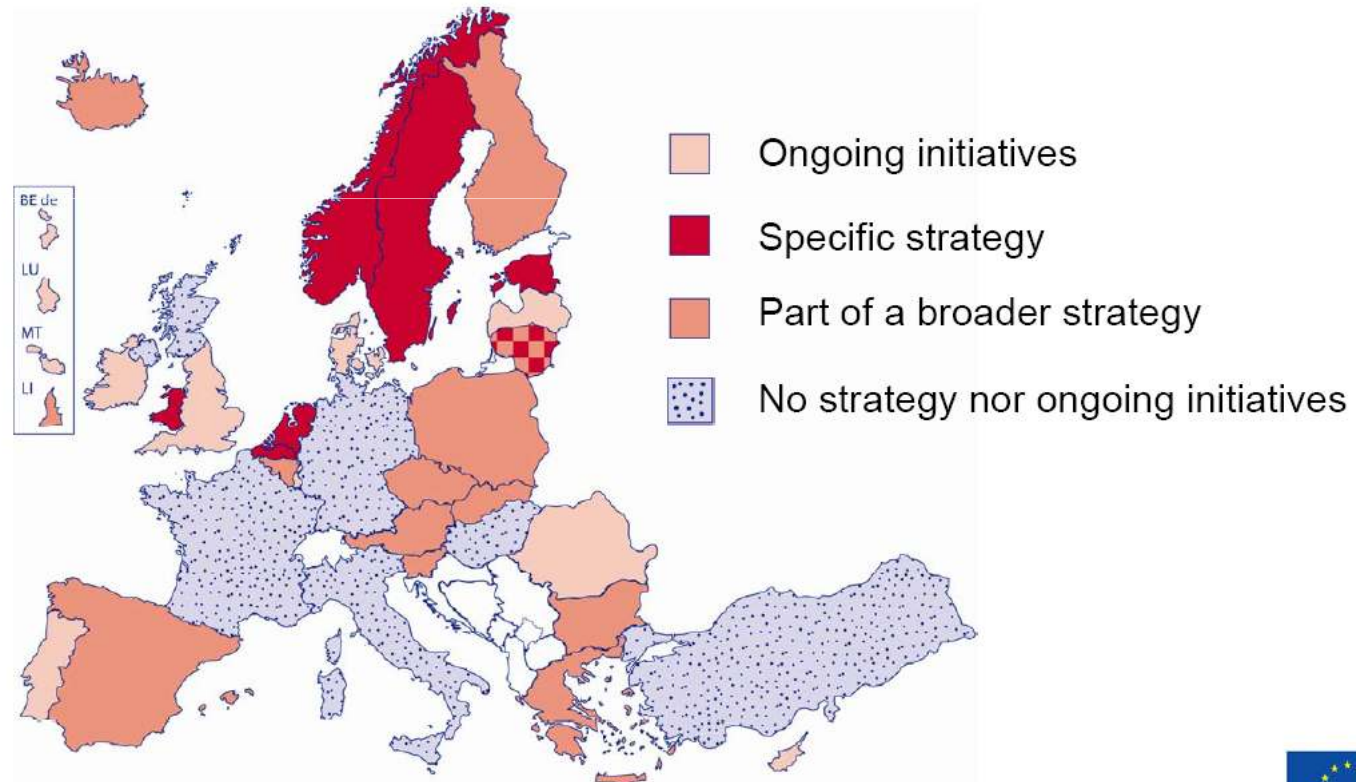 BE de
LU
MT
LI
Ongoing initiatives
Specific strategy
Part of a broader strategy
No strategy nor ongoing initiatives